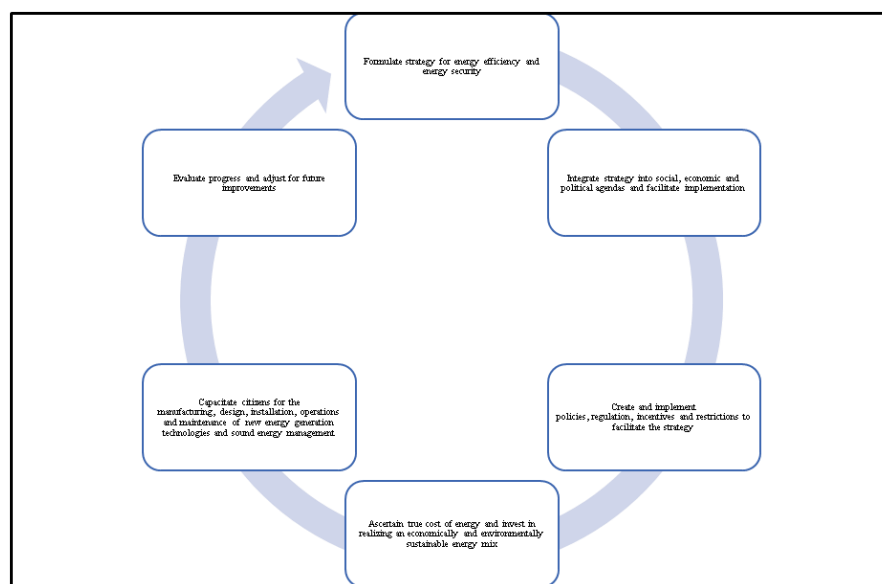 Formulate strategy for energy efficiency and
energy security
Integrate strategy into social, economic and
political agendas and facilitate implementation
Create and implement
policies, regulation, incentives and restrictions to
facilitate the strategy
Ascertain true cost of energy and invest in
realizing an economically and environmentally
sustainable energy mix
Capacitate citizens for the
manufacturing, design, installation, operations
and maintenance of new energy generation
technologies and sound energy management
Evaluate progress and adjust for future
improvements